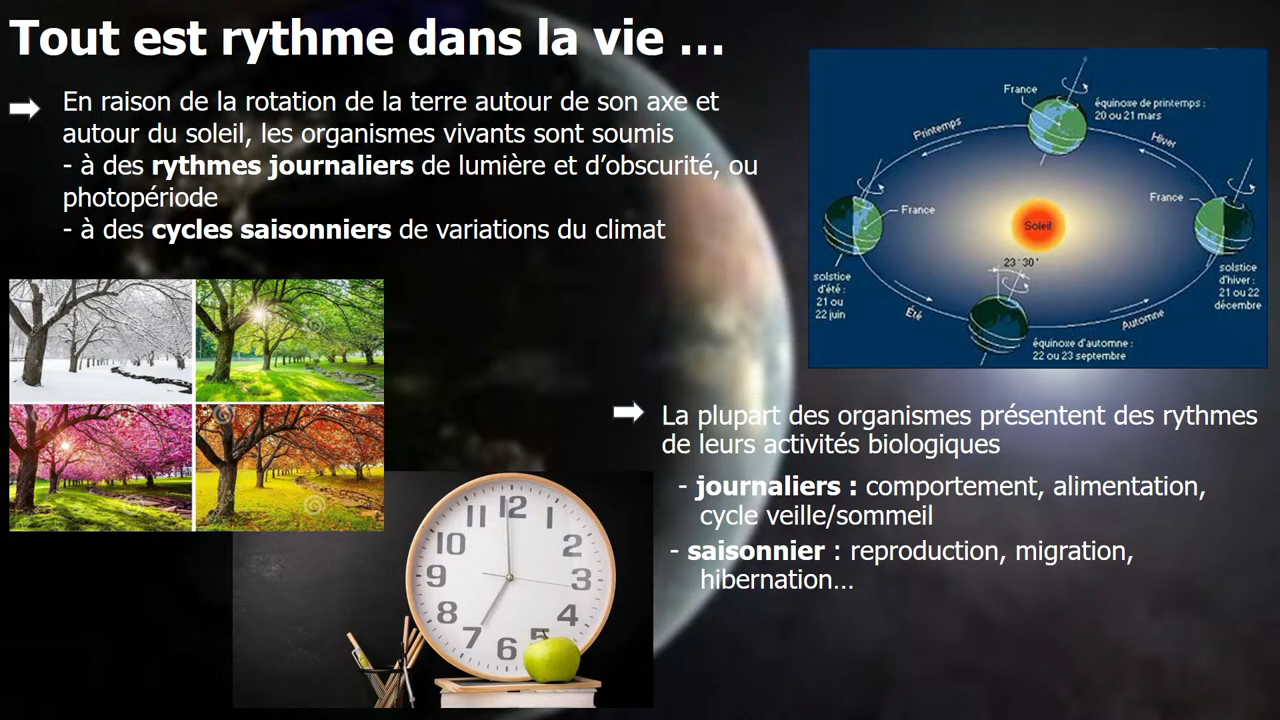 Tout est rythme dans la vie …
En raison de la rotation de la terre autour de son axe et
autour du soleil, les organismes vivants sont soumis
- à des rythmes journaliers de lumière et d’obscurité, ou
photopériode
- à des cycles saisonniers de variations du climat
France
équinoxe de printemps :
20 ou 21 mars
Printemps
Hiver
France
France
Soleil
23°30'
solstice
d'été :
21 ou
22 juin
solstice
d'hiver :
21 ou 22
décembre
Été
Automne
équinoxe d'automne :
22 ou 23 septembre
La plupart des organismes présentent des rythmes
de leurs activités biologiques
- journaliers : comportement, alimentation,
cycle veille/sommeil
- saisonnier : reproduction, migration,
hibernation…
12
1
2
3
4
5
6
7
8
9
10
11